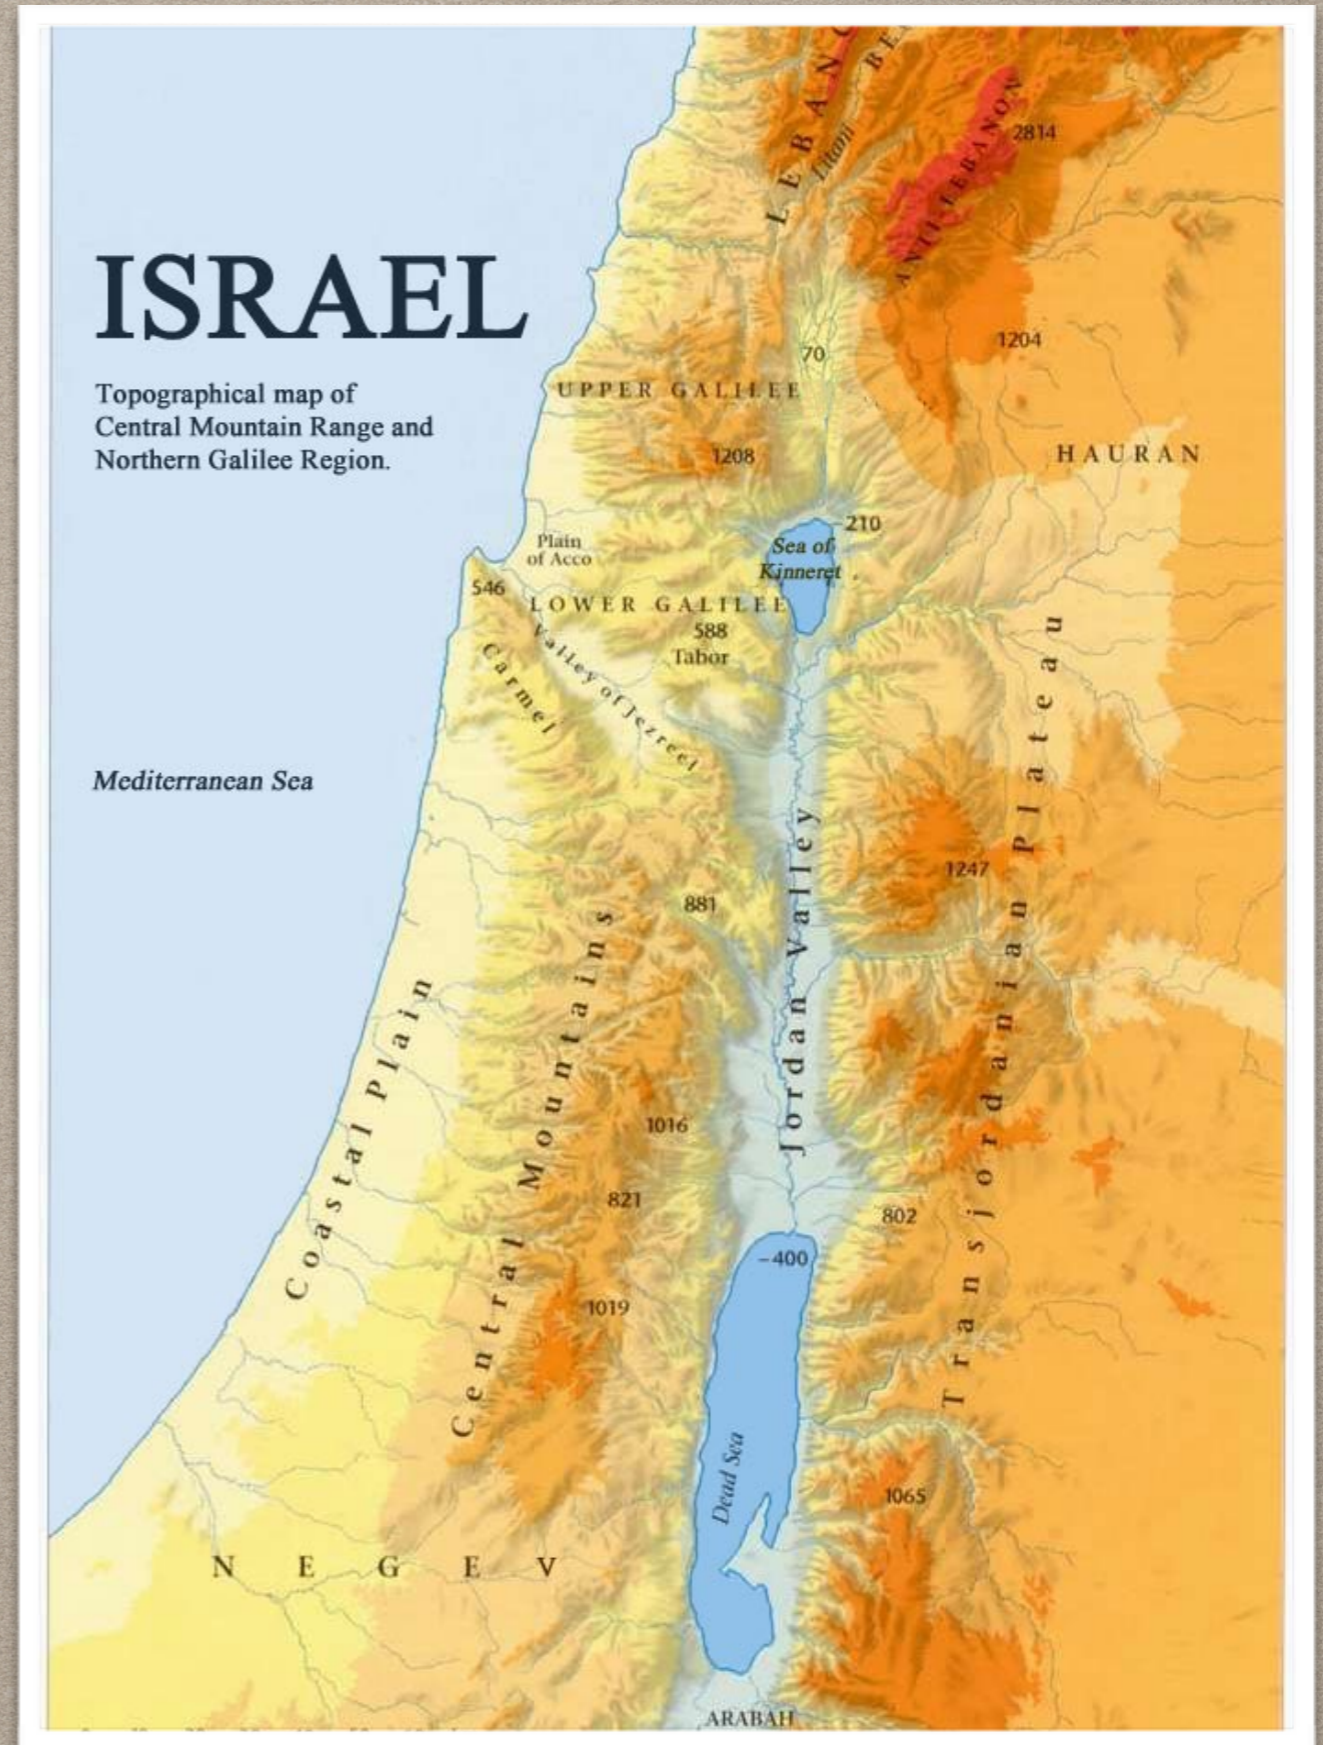 LEBAN
BE
Litani
ANTI-LEBANON
2814
ISRAEL
Topographical map of
Central Mountain Range and
Northern Galilee Region.
1204
70
UPPER GALILEE
1208
HAURAN
-210
Sea of
Kinneret
Plain
of Acco
546
LOWER GALILEE
588
Tabor
Carmel
Valley of Jezreel
Mediterranean Sea
Transjordanian Plateau
1247
Jordan Valley
881
Central Mountains
Coastal Plain
1016
821
802
-400
1019
Dead Sea
1065
NEGEV
ARABAH